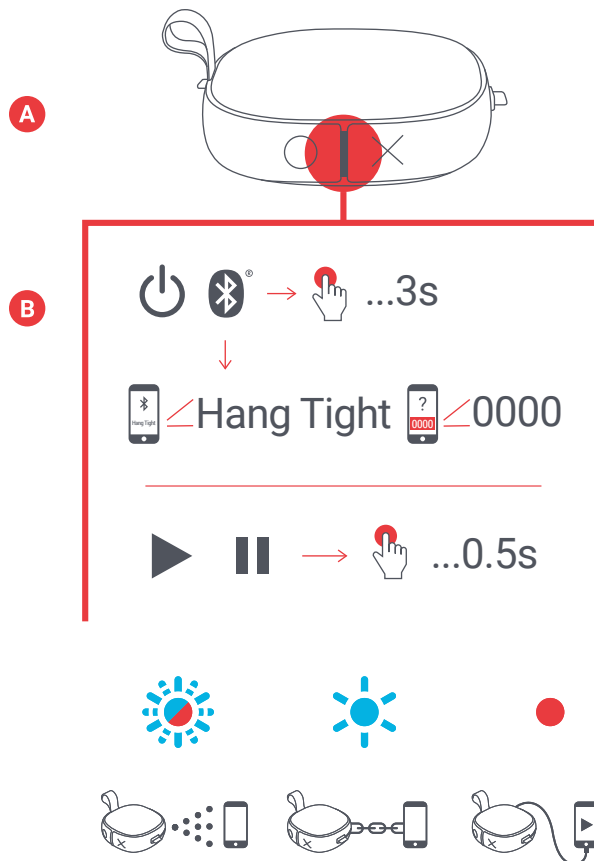 A
B
® ...3s
Hang Tight
Hang Tight
?
0000
0000
...0.5s